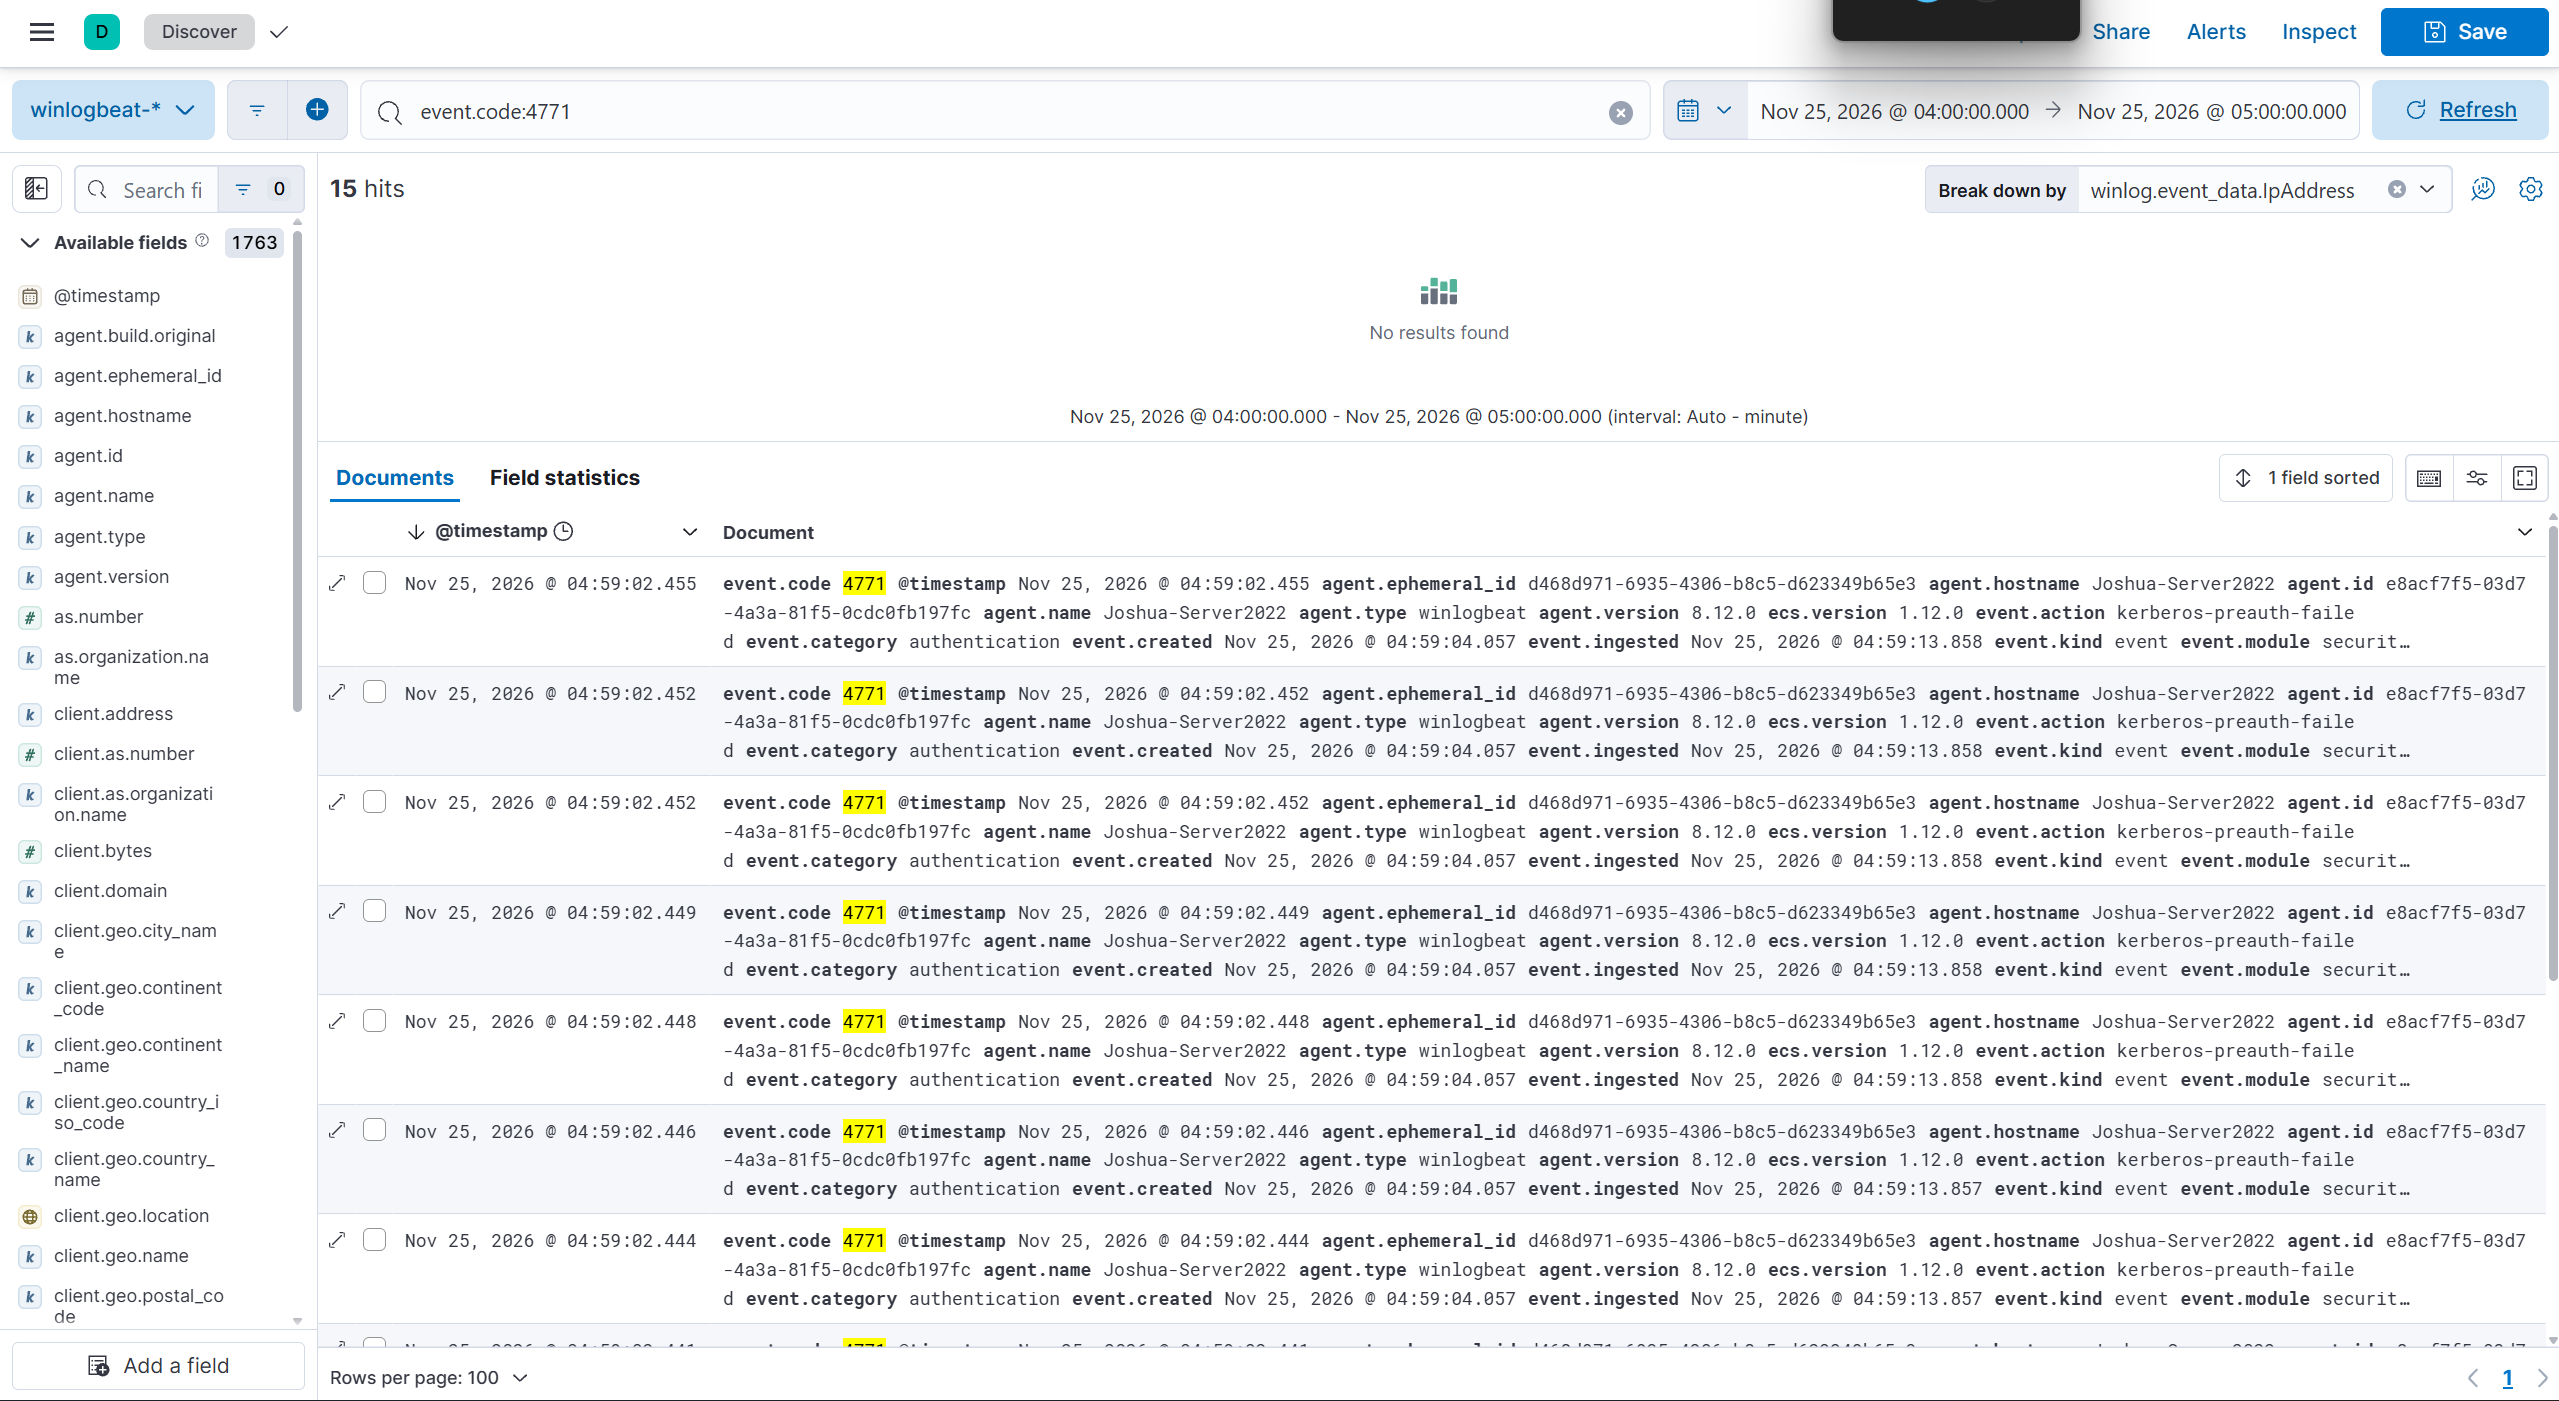 D
Discover
Share
Alerts
Inspect
Save
winlogbeat-*
event.code:4771
Nov 25, 2026 @ 04:00:00.000 → Nov 25, 2026 @ 05:00:00.000
Refresh
Search fi
0
15 hits
Break down by winlog.event_data.IpAddress
Available fields 1763
@timestamp
agent.build.original
agent.ephemeral_id
agent.hostname
agent.id
agent.name
agent.type
agent.version
as.number
as.organization.na
me
client.address
client.as.number
client.as.organizati
on.name
client.bytes
client.domain
client.geo.city_nam
e
client.geo.continent
_code
client.geo.continent
_name
client.geo.country_i
so_code
client.geo.country_
name
client.geo.location
client.geo.name
client.geo.postal_co
de
Add a field
No results found
Nov 25, 2026 @ 04:00:00.000 - Nov 25, 2026 @ 05:00:00.000 (interval: Auto - minute)
Documents
Field statistics
1 field sorted
@timestamp
Document
Nov 25, 2026 @ 04:59:02.455 event.code 4771 @timestamp Nov 25, 2026 @ 04:59:02.455 agent.ephemeral_id d468d971-6935-4306-b8c5-d623349b65e3 agent.hostname Joshua-Server2022 agent.id e8acf7f5-03d7
-4a3a-81f5-0cdc0fb197fc agent.name Joshua-Server2022 agent.type winlogbeat agent.version 8.12.0 ecs.version 1.12.0 event.action kerberos-preauth-faile
d event.category authentication event.created Nov 25, 2026 @ 04:59:04.057 event.ingested Nov 25, 2026 @ 04:59:13.858 event.kind event event.module securit…
Nov 25, 2026 @ 04:59:02.452 event.code 4771 @timestamp Nov 25, 2026 @ 04:59:02.452 agent.ephemeral_id d468d971-6935-4306-b8c5-d623349b65e3 agent.hostname Joshua-Server2022 agent.id e8acf7f5-03d7
-4a3a-81f5-0cdc0fb197fc agent.name Joshua-Server2022 agent.type winlogbeat agent.version 8.12.0 ecs.version 1.12.0 event.action kerberos-preauth-faile
d event.category authentication event.created Nov 25, 2026 @ 04:59:04.057 event.ingested Nov 25, 2026 @ 04:59:13.858 event.kind event event.module securit…
Nov 25, 2026 @ 04:59:02.452 event.code 4771 @timestamp Nov 25, 2026 @ 04:59:02.452 agent.ephemeral_id d468d971-6935-4306-b8c5-d623349b65e3 agent.hostname Joshua-Server2022 agent.id e8acf7f5-03d7
-4a3a-81f5-0cdc0fb197fc agent.name Joshua-Server2022 agent.type winlogbeat agent.version 8.12.0 ecs.version 1.12.0 event.action kerberos-preauth-faile
d event.category authentication event.created Nov 25, 2026 @ 04:59:04.057 event.ingested Nov 25, 2026 @ 04:59:13.858 event.kind event event.module securit…
Nov 25, 2026 @ 04:59:02.449 event.code 4771 @timestamp Nov 25, 2026 @ 04:59:02.449 agent.ephemeral_id d468d971-6935-4306-b8c5-d623349b65e3 agent.hostname Joshua-Server2022 agent.id e8acf7f5-03d7
-4a3a-81f5-0cdc0fb197fc agent.name Joshua-Server2022 agent.type winlogbeat agent.version 8.12.0 ecs.version 1.12.0 event.action kerberos-preauth-faile
d event.category authentication event.created Nov 25, 2026 @ 04:59:04.057 event.ingested Nov 25, 2026 @ 04:59:13.858 event.kind event event.module securit…
Nov 25, 2026 @ 04:59:02.448 event.code 4771 @timestamp Nov 25, 2026 @ 04:59:02.448 agent.ephemeral_id d468d971-6935-4306-b8c5-d623349b65e3 agent.hostname Joshua-Server2022 agent.id e8acf7f5-03d7
-4a3a-81f5-0cdc0fb197fc agent.name Joshua-Server2022 agent.type winlogbeat agent.version 8.12.0 ecs.version 1.12.0 event.action kerberos-preauth-faile
d event.category authentication event.created Nov 25, 2026 @ 04:59:04.057 event.ingested Nov 25, 2026 @ 04:59:13.858 event.kind event event.module securit…
Nov 25, 2026 @ 04:59:02.446 event.code 4771 @timestamp Nov 25, 2026 @ 04:59:02.446 agent.ephemeral_id d468d971-6935-4306-b8c5-d623349b65e3 agent.hostname Joshua-Server2022 agent.id e8acf7f5-03d7
-4a3a-81f5-0cdc0fb197fc agent.name Joshua-Server2022 agent.type winlogbeat agent.version 8.12.0 ecs.version 1.12.0 event.action kerberos-preauth-faile
d event.category authentication event.created Nov 25, 2026 @ 04:59:04.057 event.ingested Nov 25, 2026 @ 04:59:13.857 event.kind event event.module securit…
Nov 25, 2026 @ 04:59:02.444 event.code 4771 @timestamp Nov 25, 2026 @ 04:59:02.444 agent.ephemeral_id d468d971-6935-4306-b8c5-d623349b65e3 agent.hostname Joshua-Server2022 agent.id e8acf7f5-03d7
-4a3a-81f5-0cdc0fb197fc agent.name Joshua-Server2022 agent.type winlogbeat agent.version 8.12.0 ecs.version 1.12.0 event.action kerberos-preauth-faile
d event.category authentication event.created Nov 25, 2026 @ 04:59:04.057 event.ingested Nov 25, 2026 @ 04:59:13.857 event.kind event event.module securit…
Rows per page: 100
1